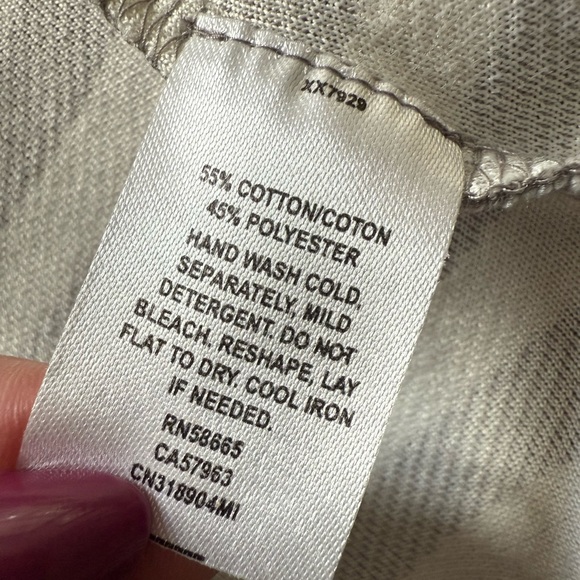 XX7929
55% COTTON/COTON
45% POLYESTER
HAND WASH COLD.
SEPARATELY, MILD
DETERGENT. DO NOT
BLEACH. RESHAPE, LAY
FLAT TO DRY. COOL IRON
IF NEEDED.
RN58665
CA57963
CN318904MI